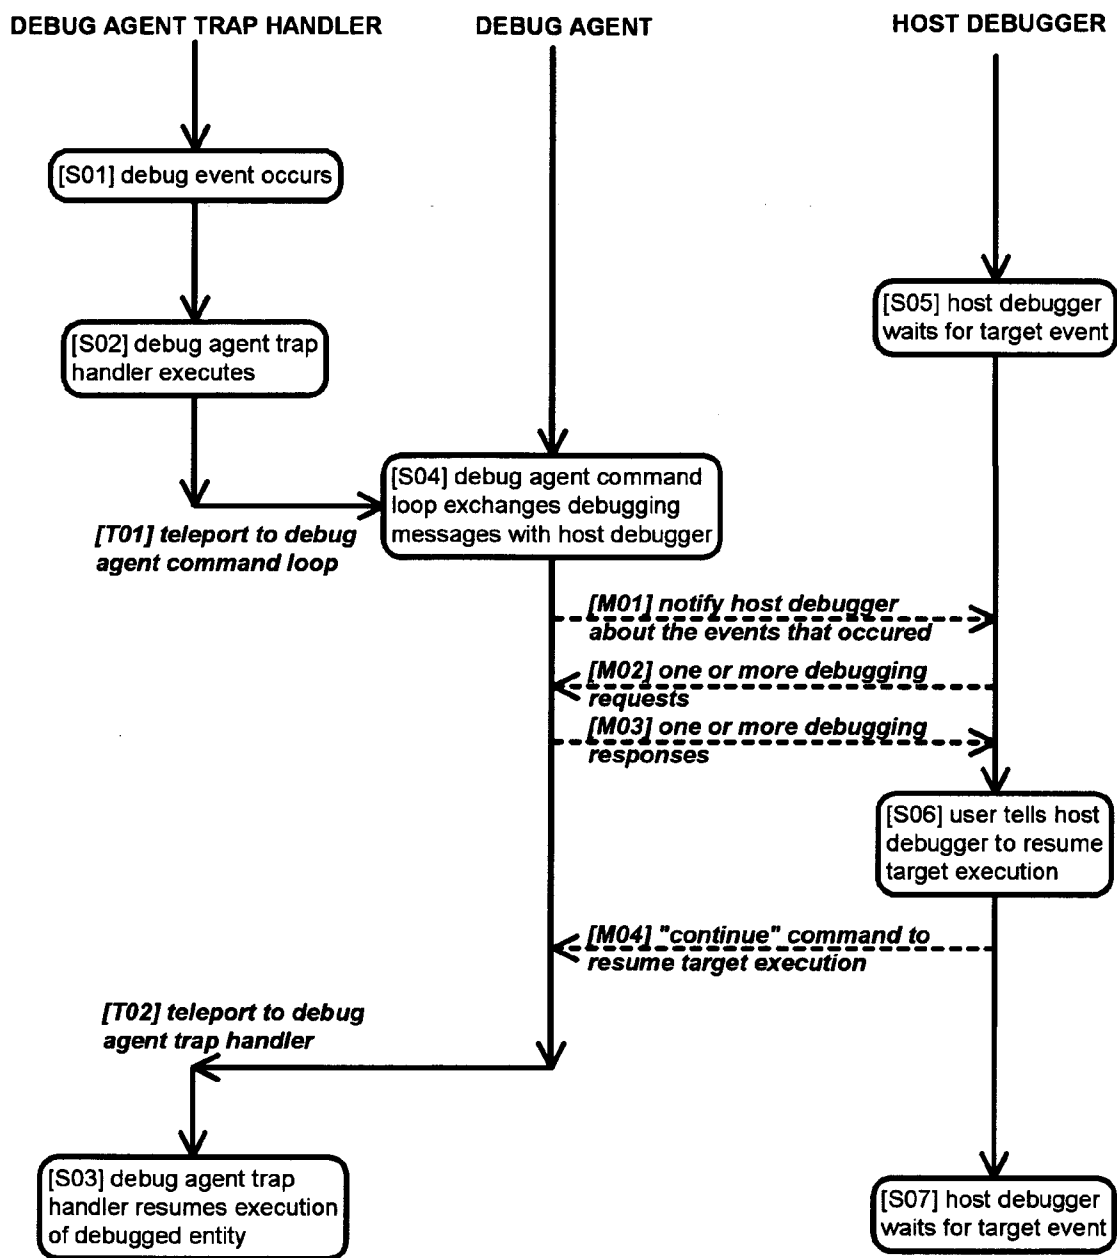 DEBUG AGENT TRAP HANDLER
DEBUG AGENT
HOST DEBUGGER
[S01] debug event occurs
[S02] debug agent trap
handler executes
[S05] host debugger
waits for target event
[S04] debug agent command
loop exchanges debugging
messages with host debugger
[T01] teleport to debug
agent command loop
[M01] notify host debugger
about the events that occured
[M02] one or more debugging
requests
[M03] one or more debugging
responses
[S06] user tells host
debugger to resume
target execution
[M04] "continue" command to
resume target execution
[T02] teleport to debug
agent trap handler
[S03] debug agent trap
handler resumes execution
of debugged entity
[S07] host debugger
waits for target event